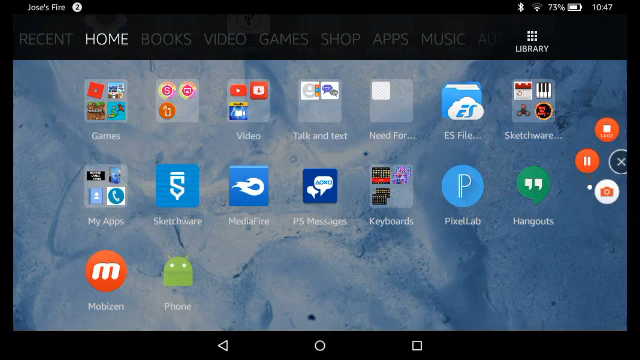 Jose's Fire 2 73% 10:47
RECENT HOME BOOKS VIDEO GAMES SHOP APPS MUSIC AU
LIBRARY
Games Video Talk and text Need For... ES File... Sketchware...
My Apps Sketchware MediaFire PS Messages Keyboards PixelLab Hangouts
Mobizen Phone